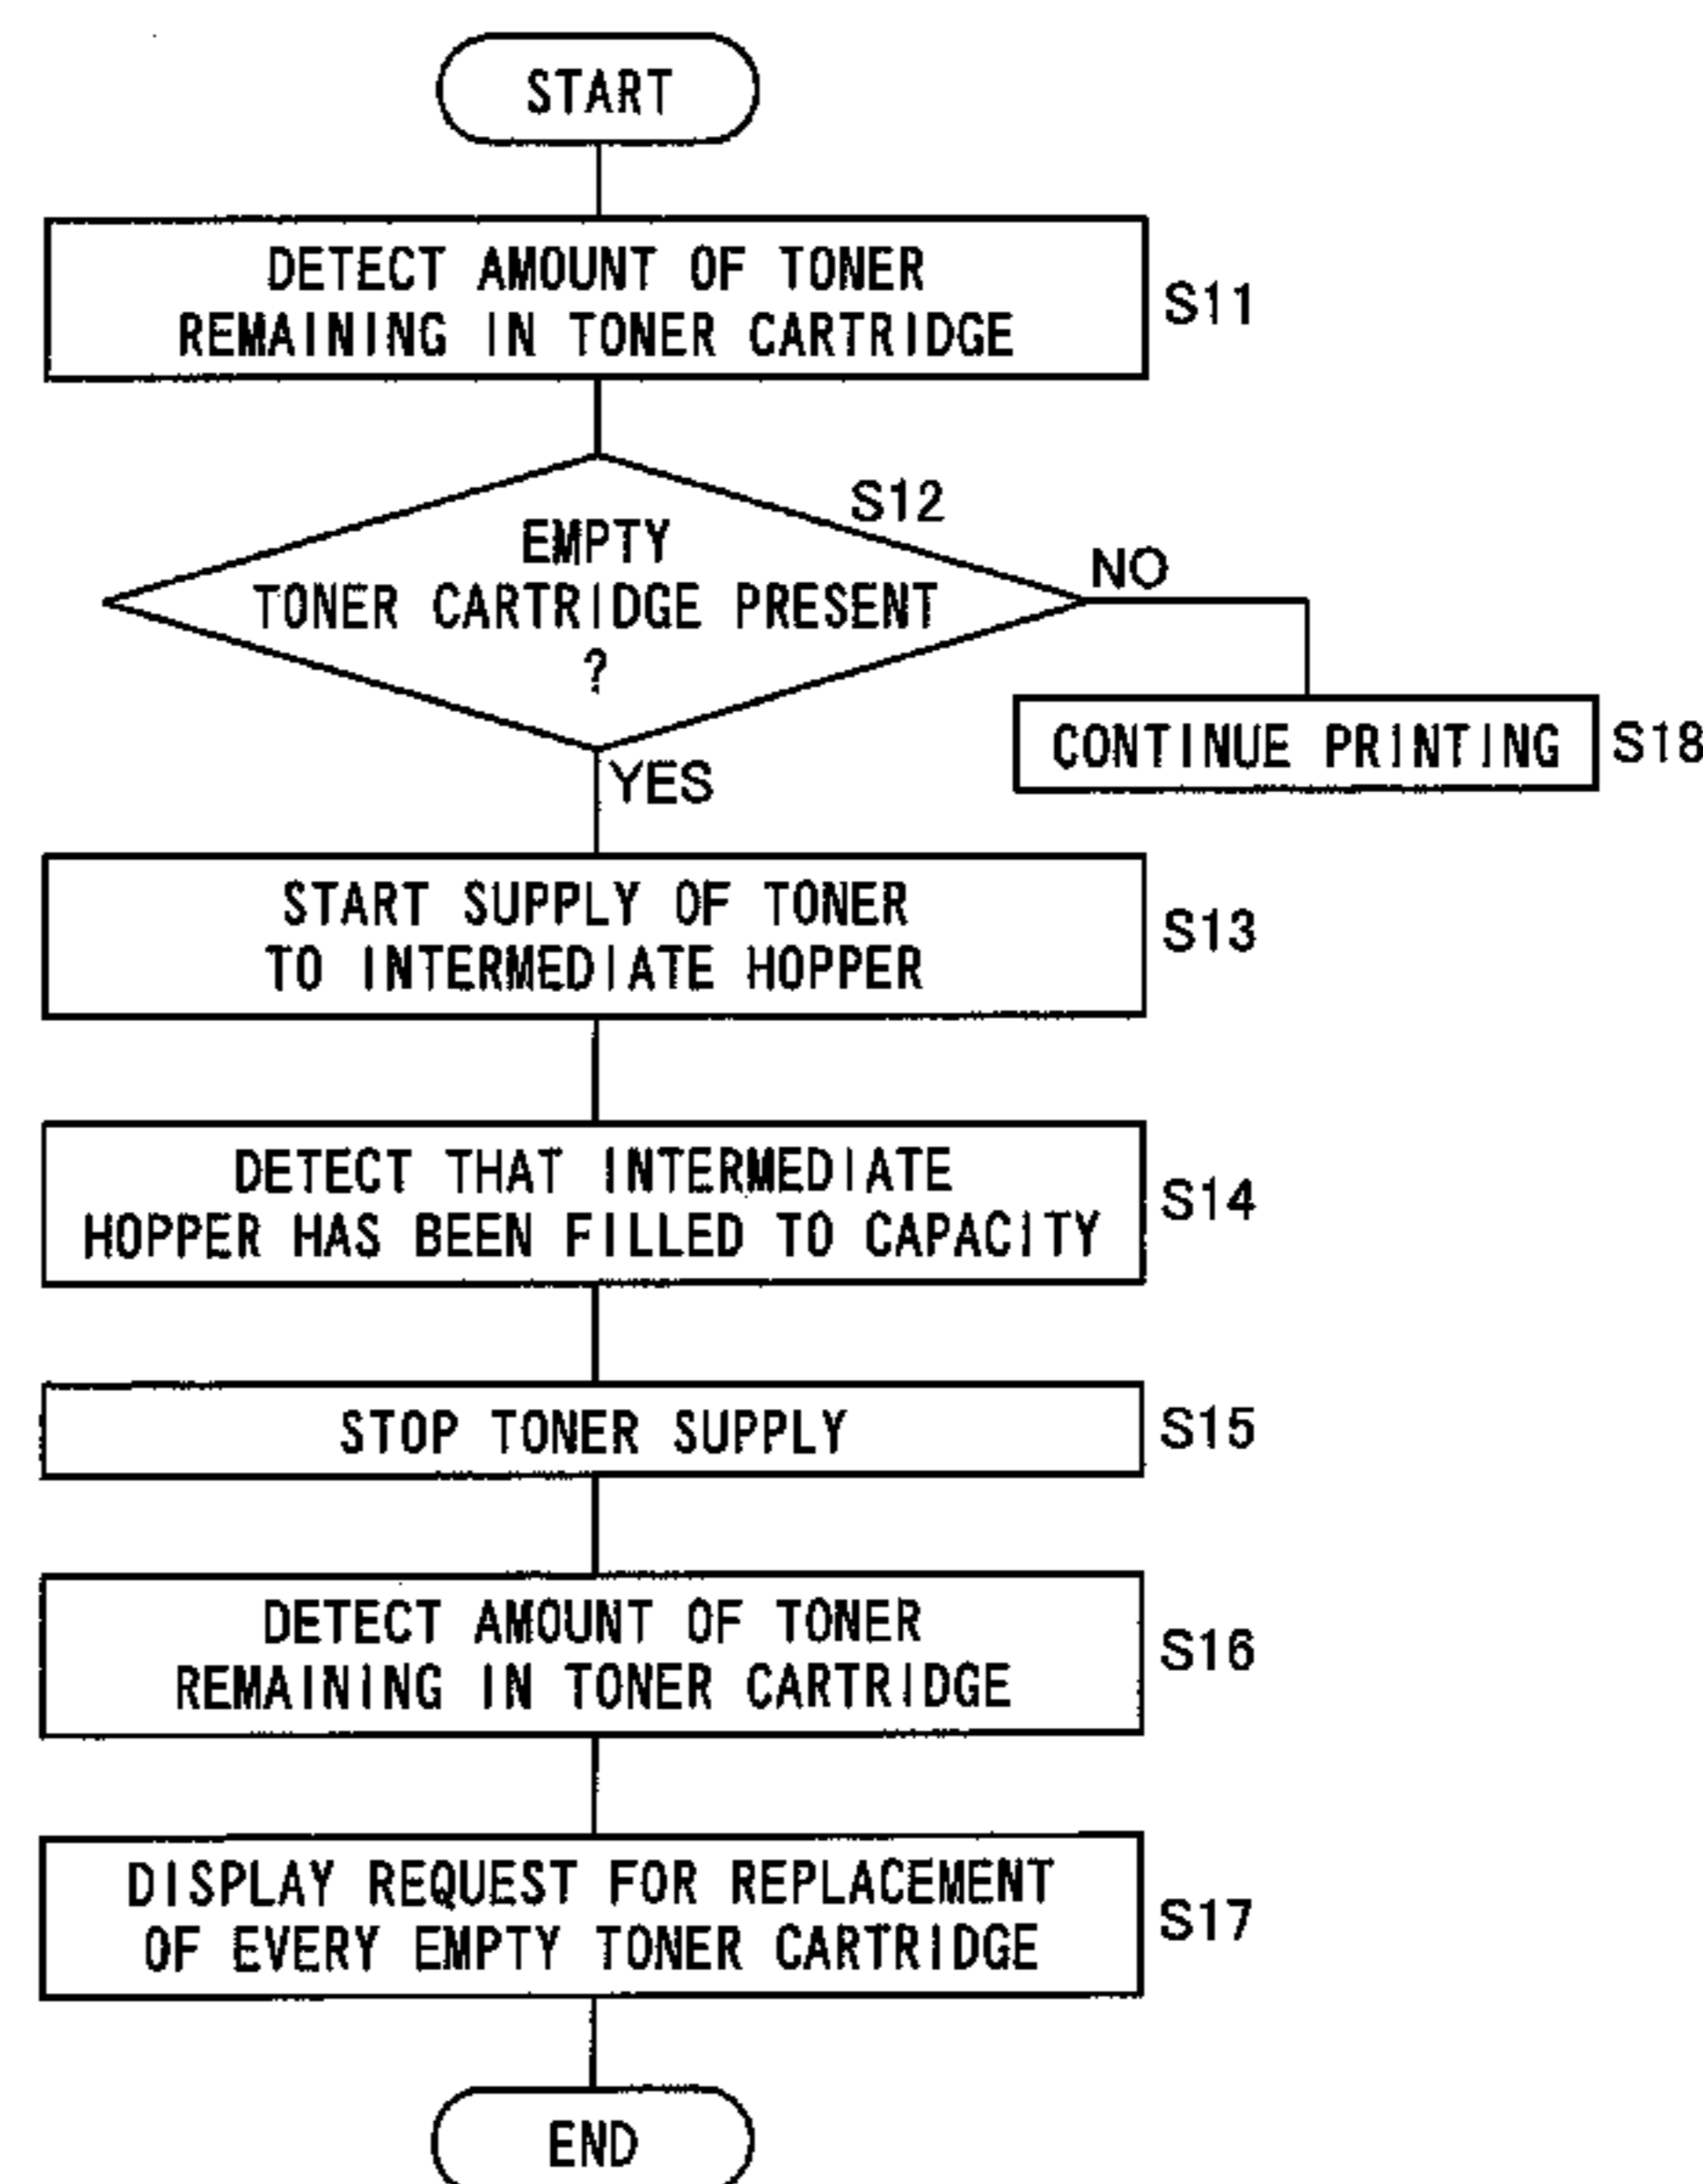 START
DETECT AMOUNT OF TONER
REMAINING IN TONER CARTRIDGE
S11
S12
EMPTY
TONER CARTRIDGE PRESENT
?
NO
CONTINUE PRINTING
S18
YES
START SUPPLY OF TONER
TO INTERMEDIATE HOPPER
S13
DETECT THAT INTERMEDIATE
HOPPER HAS BEEN FILLED TO CAPACITY
S14
STOP TONER SUPPLY
S15
DETECT AMOUNT OF TONER
REMAINING IN TONER CARTRIDGE
S16
DISPLAY REQUEST FOR REPLACEMENT
OF EVERY EMPTY TONER CARTRIDGE
S17
END